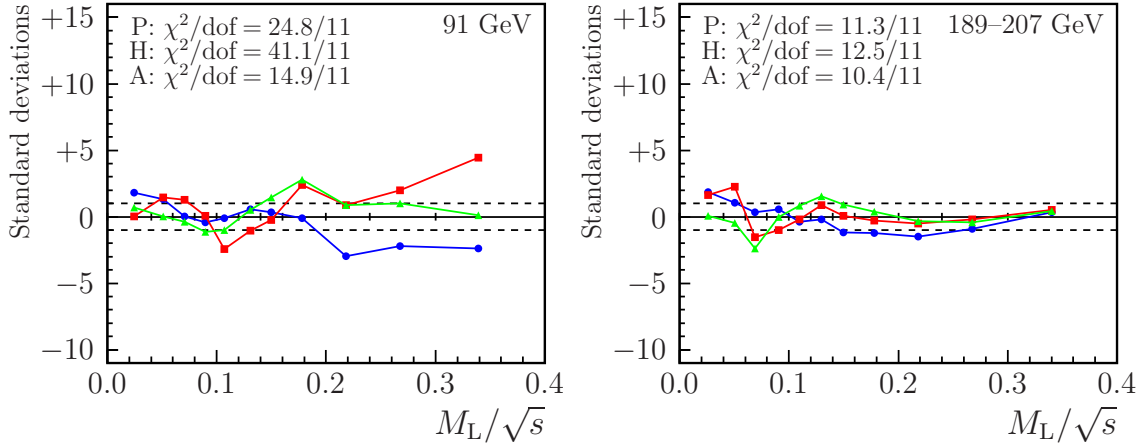 P: χ²/dof = 24.8/11
H: χ²/dof = 41.1/11
A: χ²/dof = 14.9/11
91 GeV
Standard deviations
+15
+10
+5
0
−5
−10
0.0 0.1 0.2 0.3 0.4
M_L/√s
P: χ²/dof = 11.3/11
H: χ²/dof = 12.5/11
A: χ²/dof = 10.4/11
189–207 GeV
Standard deviations
+15
+10
+5
0
−5
−10
0.0 0.1 0.2 0.3 0.4
M_L/√s